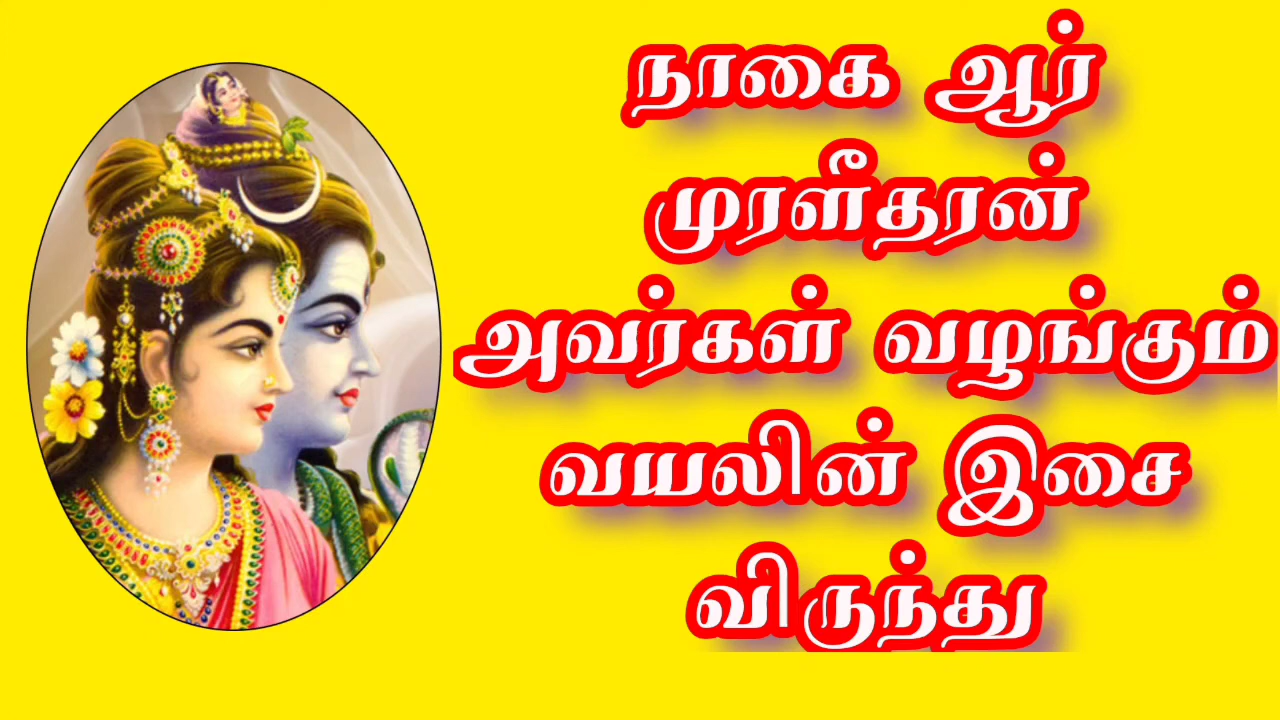 நாகை ஆர்
முரளீதரன்
அவர்கள் வழங்கும்
வயலின் இசை
விருந்து